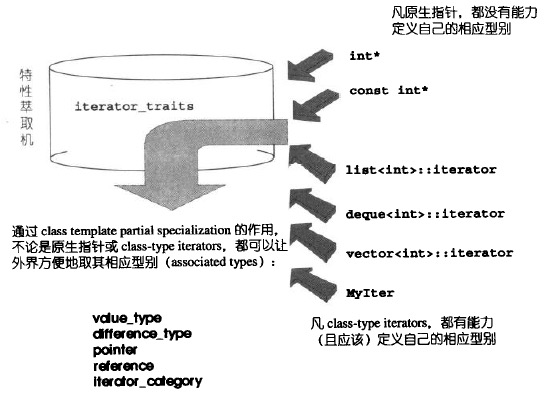 凡原生指针，都没有能力
定义自己的相应型别
int*
const int*
特性萃取机
iterator_traits
list<int>::iterator
deque<int>::iterator
vector<int>::iterator
MyIter
通过 class template partial specialization 的作用，
不论是原生指针或 class-type iterators，都可以让
外界方便地取其相应型别（associated types）：
凡 class-type iterators，都有能力
（且应该）定义自己的相应型别
value_type
difference_type
pointer
reference
iterator_category